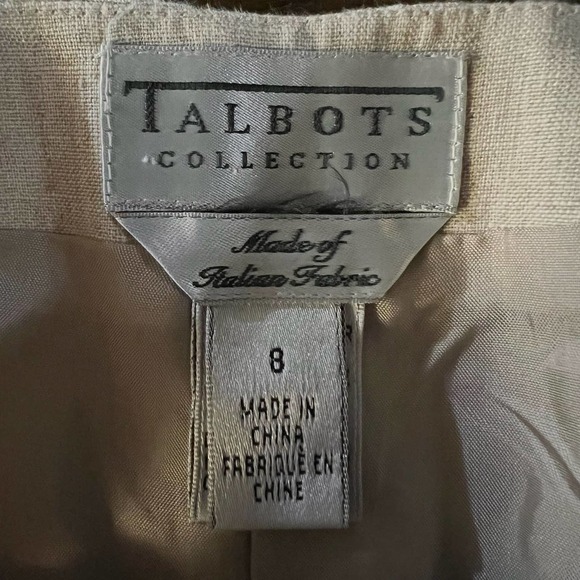 TALBOTS
COLLECTION
Made of
Italian Fabric
8
MADE IN
CHINA
FABRIQUÉ EN
CHINE